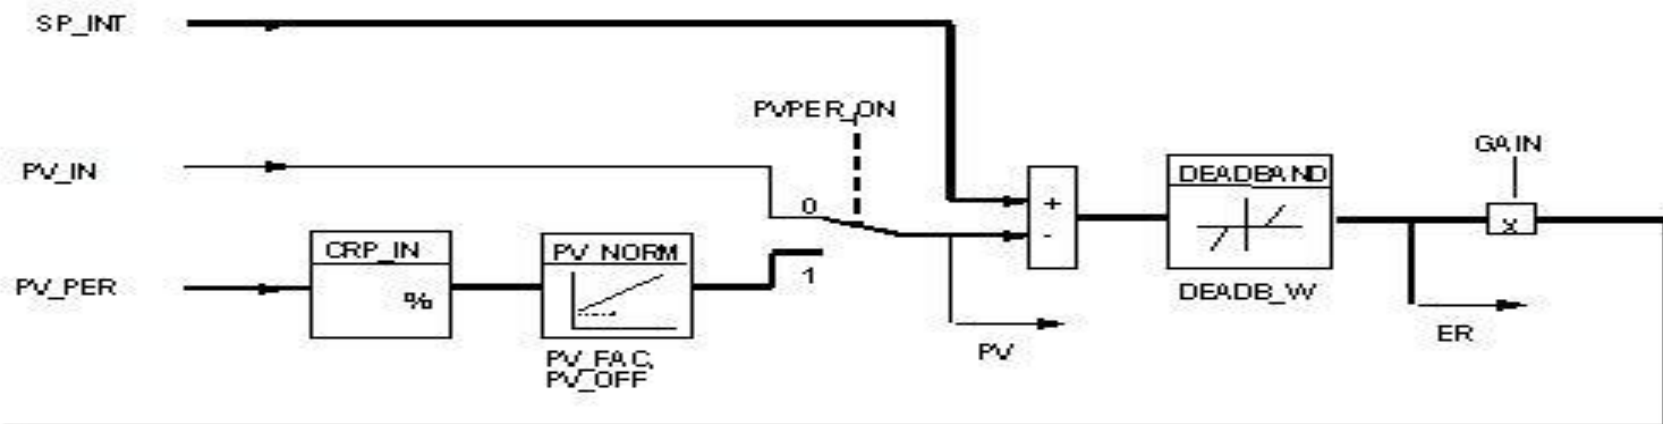 SP_INT
PVPER_ON
GAIN
PV_IN
DEADBAND
0
+
-
X
CRP_IN
PV_NORM
%
1
PV_PER
DEADB_W
ER
PV
PV_FAC,
PV_OFF